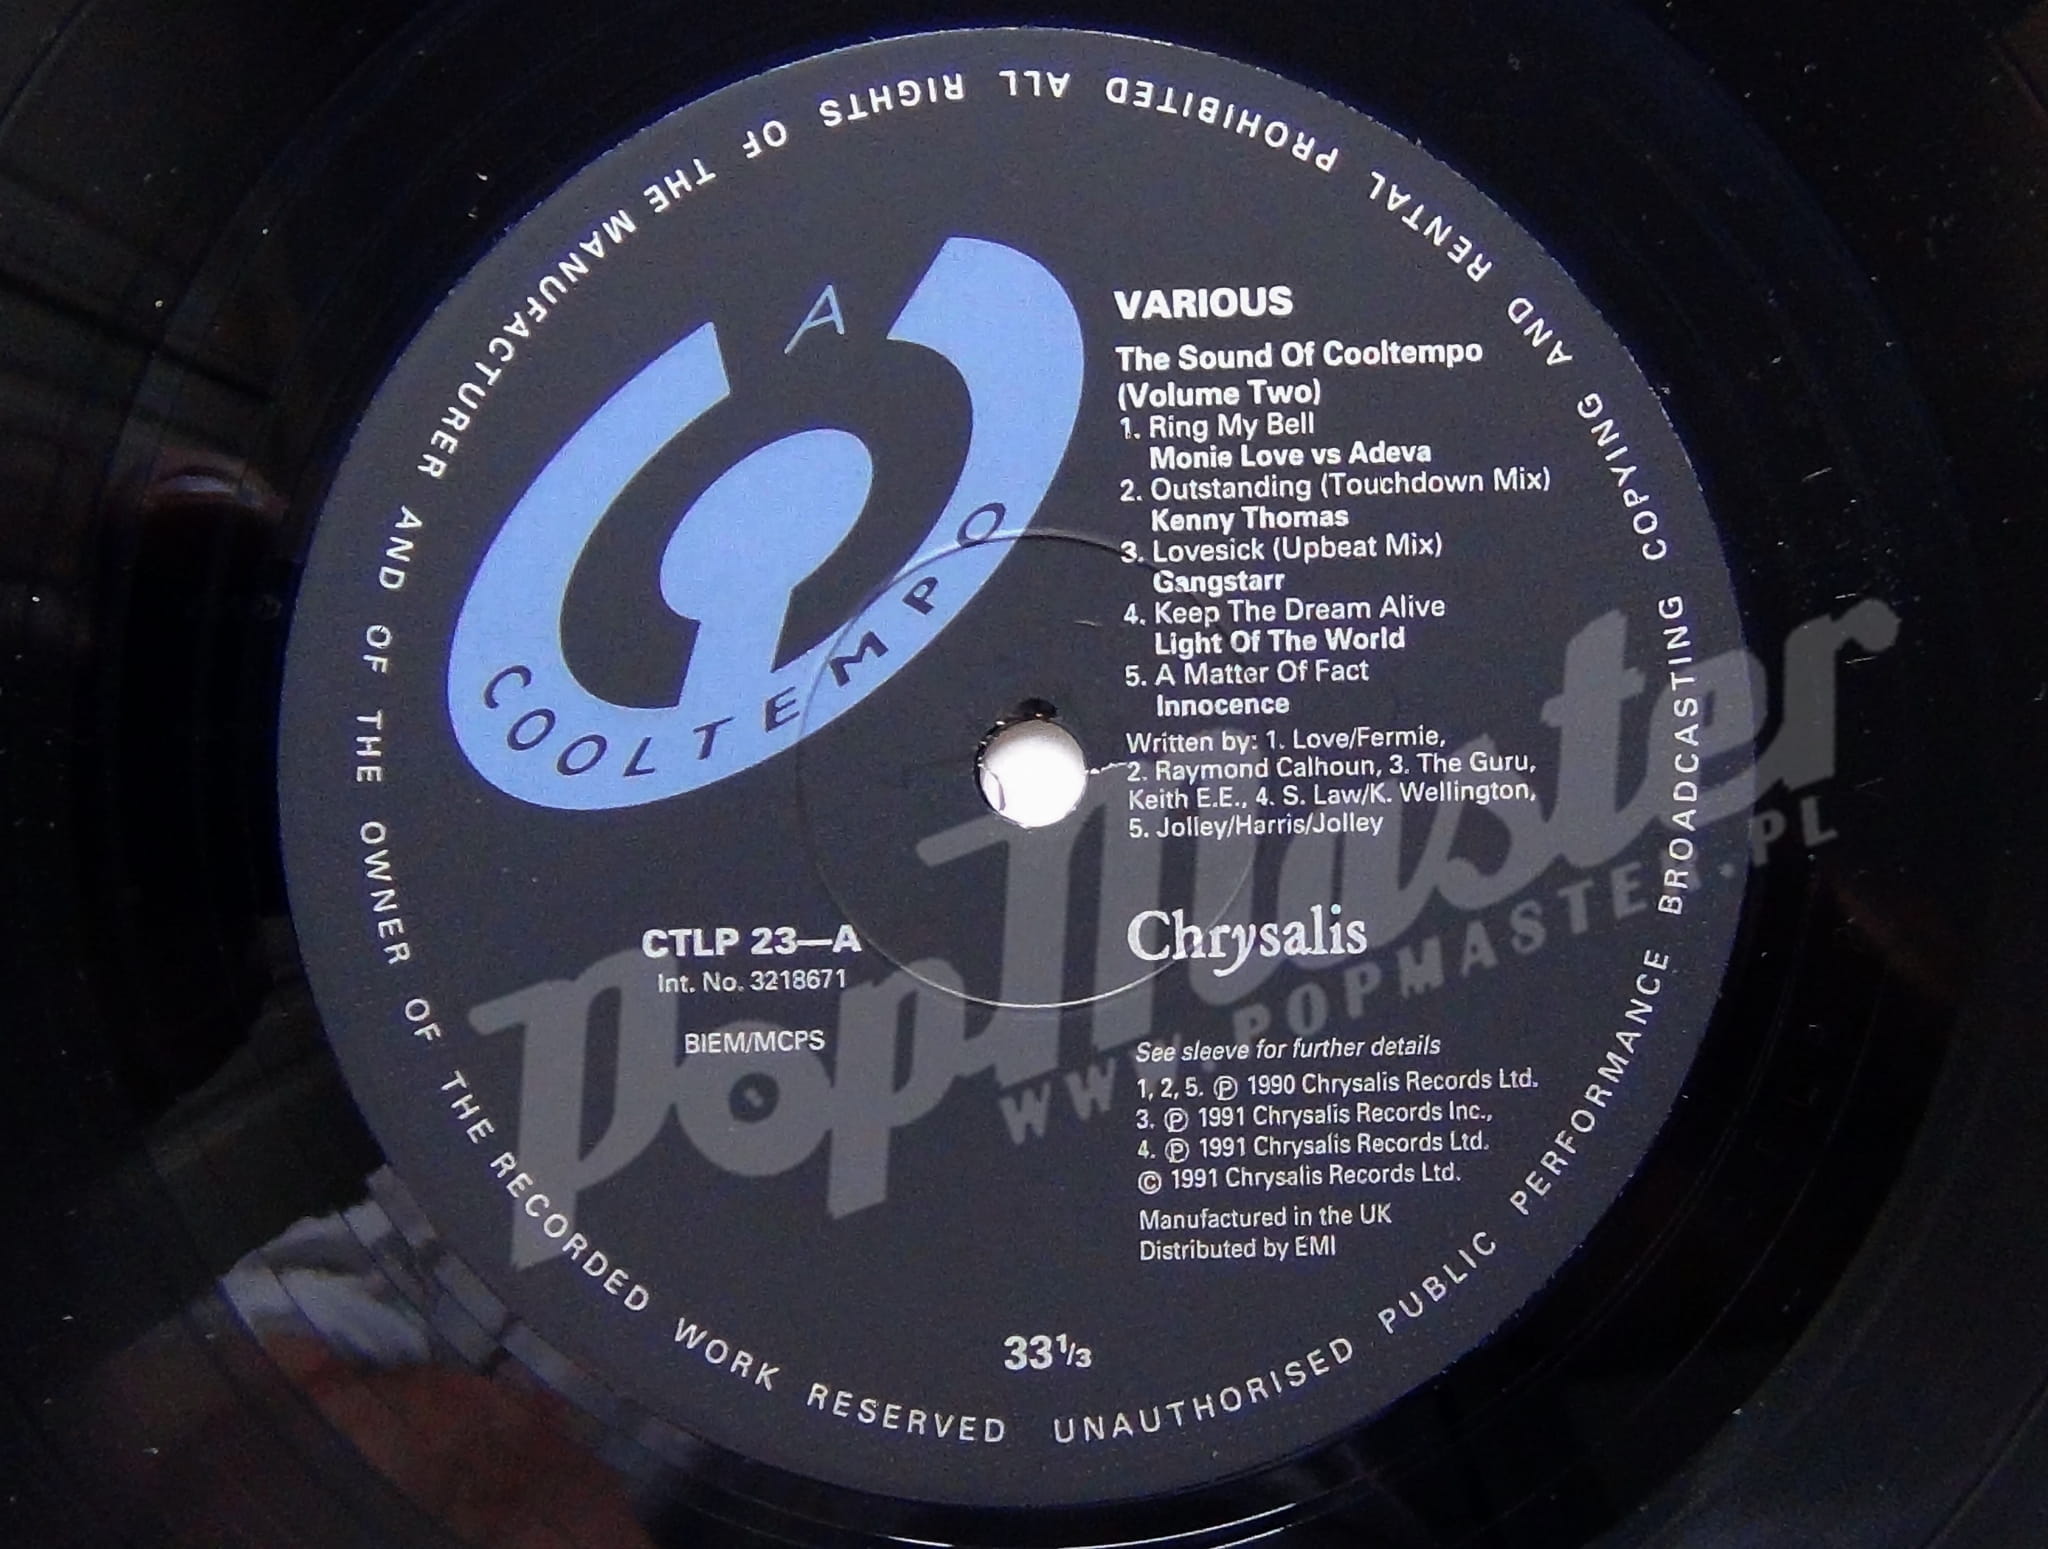 ALL RIGHTS OF THE MANUFACTURER AND OF THE OWNER OF THE RECORDED WORK RESERVED UNAUTHORISED PUBLIC PERFORMANCE BROADCASTING COPYING AND RENTAL PROHIBITED
A
COOLTEMPO
VARIOUS
The Sound Of Cooltempo
(Volume Two)
1. Ring My Bell
Monie Love vs Adeva
2. Outstanding (Touchdown Mix)
Kenny Thomas
3. Lovesick (Upbeat Mix)
Gangstarr
4. Keep The Dream Alive
Light Of The World
5. A Matter Of Fact
Innocence
Written by: 1. Love/Fermie,
2. Raymond Calhoun, 3. The Guru,
Keith E.E., 4. S. Law/K. Wellington,
5. Jolley/Harris/Jolley
CTLP 23—A
Int. No. 3218671
BIEM/MCPS
Chrysalis
See sleeve for further details
1, 2, 5. ℗ 1990 Chrysalis Records Ltd.
3. ℗ 1991 Chrysalis Records Inc.,
4. ℗ 1991 Chrysalis Records Ltd.
© 1991 Chrysalis Records Ltd.
Manufactured in the UK
Distributed by EMI
33 1/3
PopMaster
WWW.POPMASTER.PL